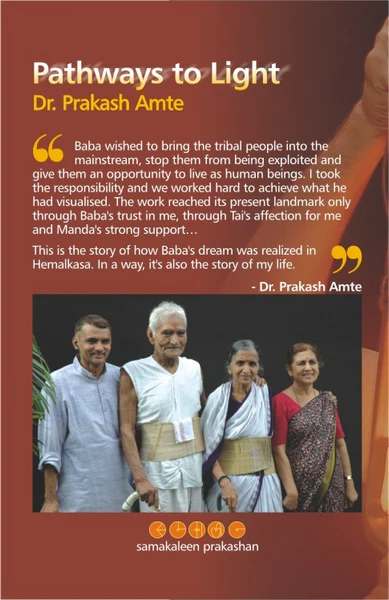 Pathways to Light
Dr. Prakash Amte
“ Baba wished to bring the tribal people into the
mainstream, stop them from being exploited and
give them an opportunity to live as human beings. I took
the responsibility and we worked hard to achieve what he
had visualised. The work reached its present landmark only
through Baba's trust in me, through Tai's affection for me
and Manda's strong support...
This is the story of how Baba's dream was realized in
Hemalkasa. In a way, it's also the story of my life. ”
- Dr. Prakash Amte
samakaleen prakashan